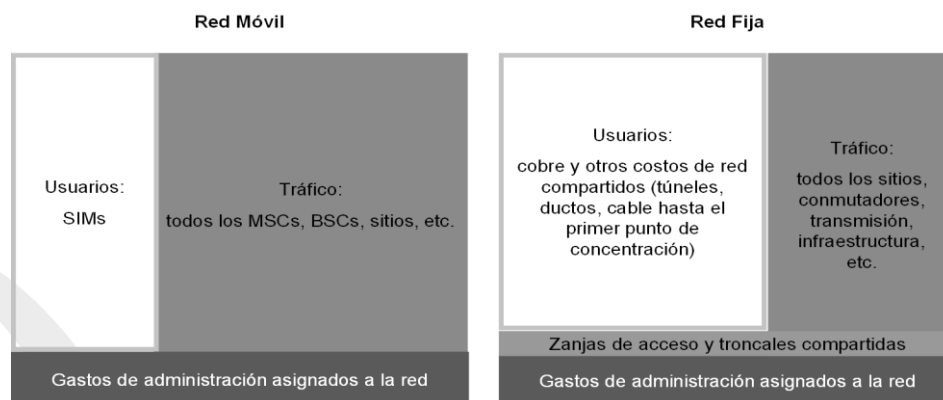 Red Móvil
Usuarios:
SIMs
Tráfico:
todos los MSCs, BSCs, sitios, etc.
Gastos de administración asignados a la red
Red Fija
Usuarios:
cobre y otros costos de red
compartidos (túneles,
ductos, cable hasta el
primer punto de
concentración)
Tráfico:
todos los sitios,
conmutadores,
transmisión,
infraestructura,
etc.
Zanjas de acceso y troncales compartidas
Gastos de administración asignados a la red